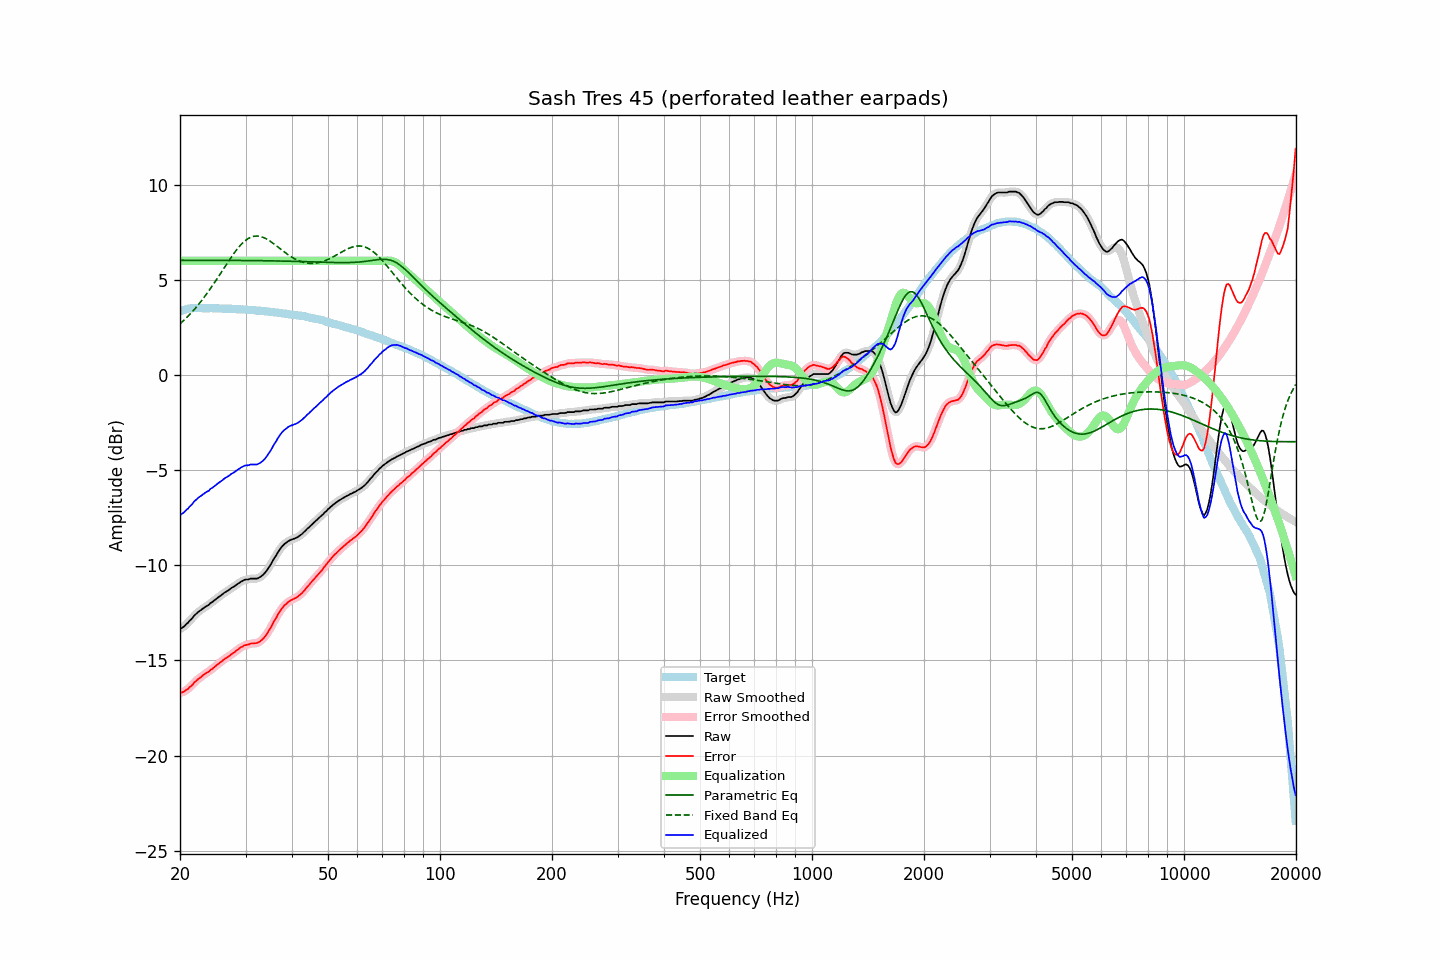 Sash Tres 45 (perforated leather earpads)
10
5
0
−5
−10
−15
−20
−25
Amplitude (dBr)
Target
Raw Smoothed
Error Smoothed
Raw
Error
Equalization
Parametric Eq
Fixed Band Eq
Equalized
20 50 100 200 500 1000 2000 5000 10000 20000
Frequency (Hz)